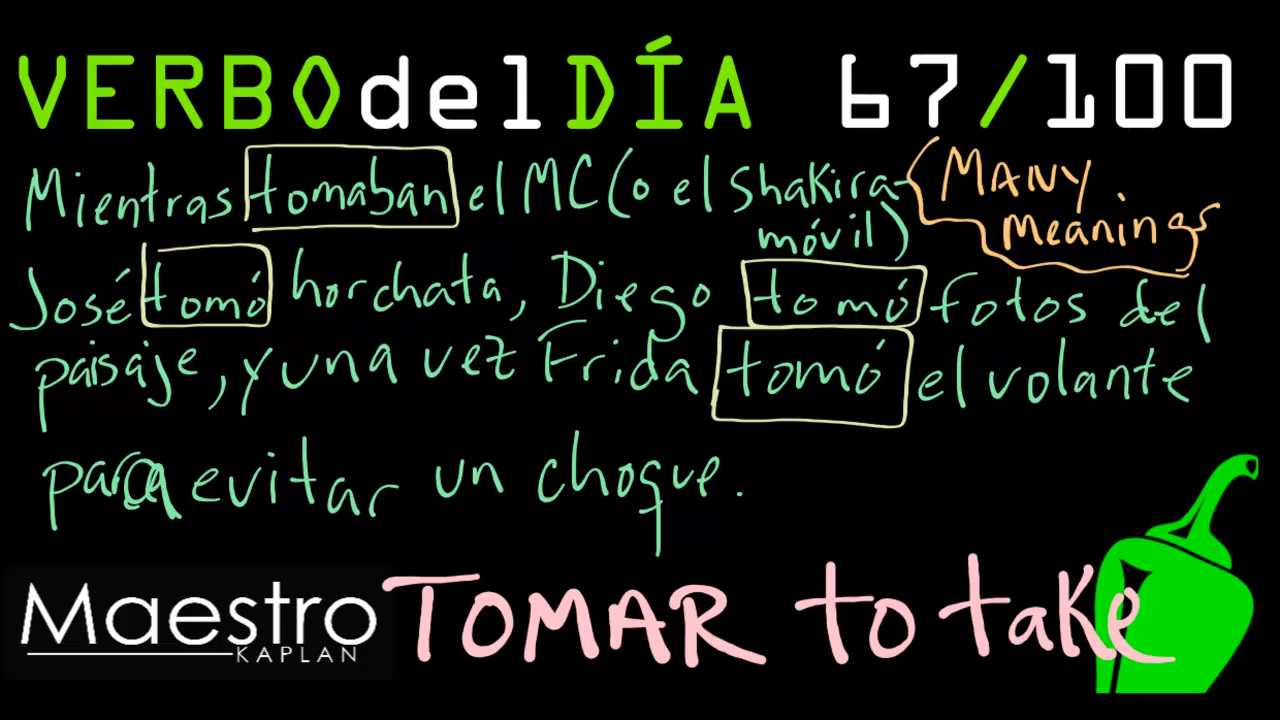 VERBOdelDÍA 67/100
Mientras tomaban el MC (o el Shakira-
móvil)
MANY
Meanings
José tomó horchata, Diego tomó fotos del
paisaje, y una vez Frida tomó el volante
para evitar un choque.
Maestro
KAPLAN
TOMAR to take